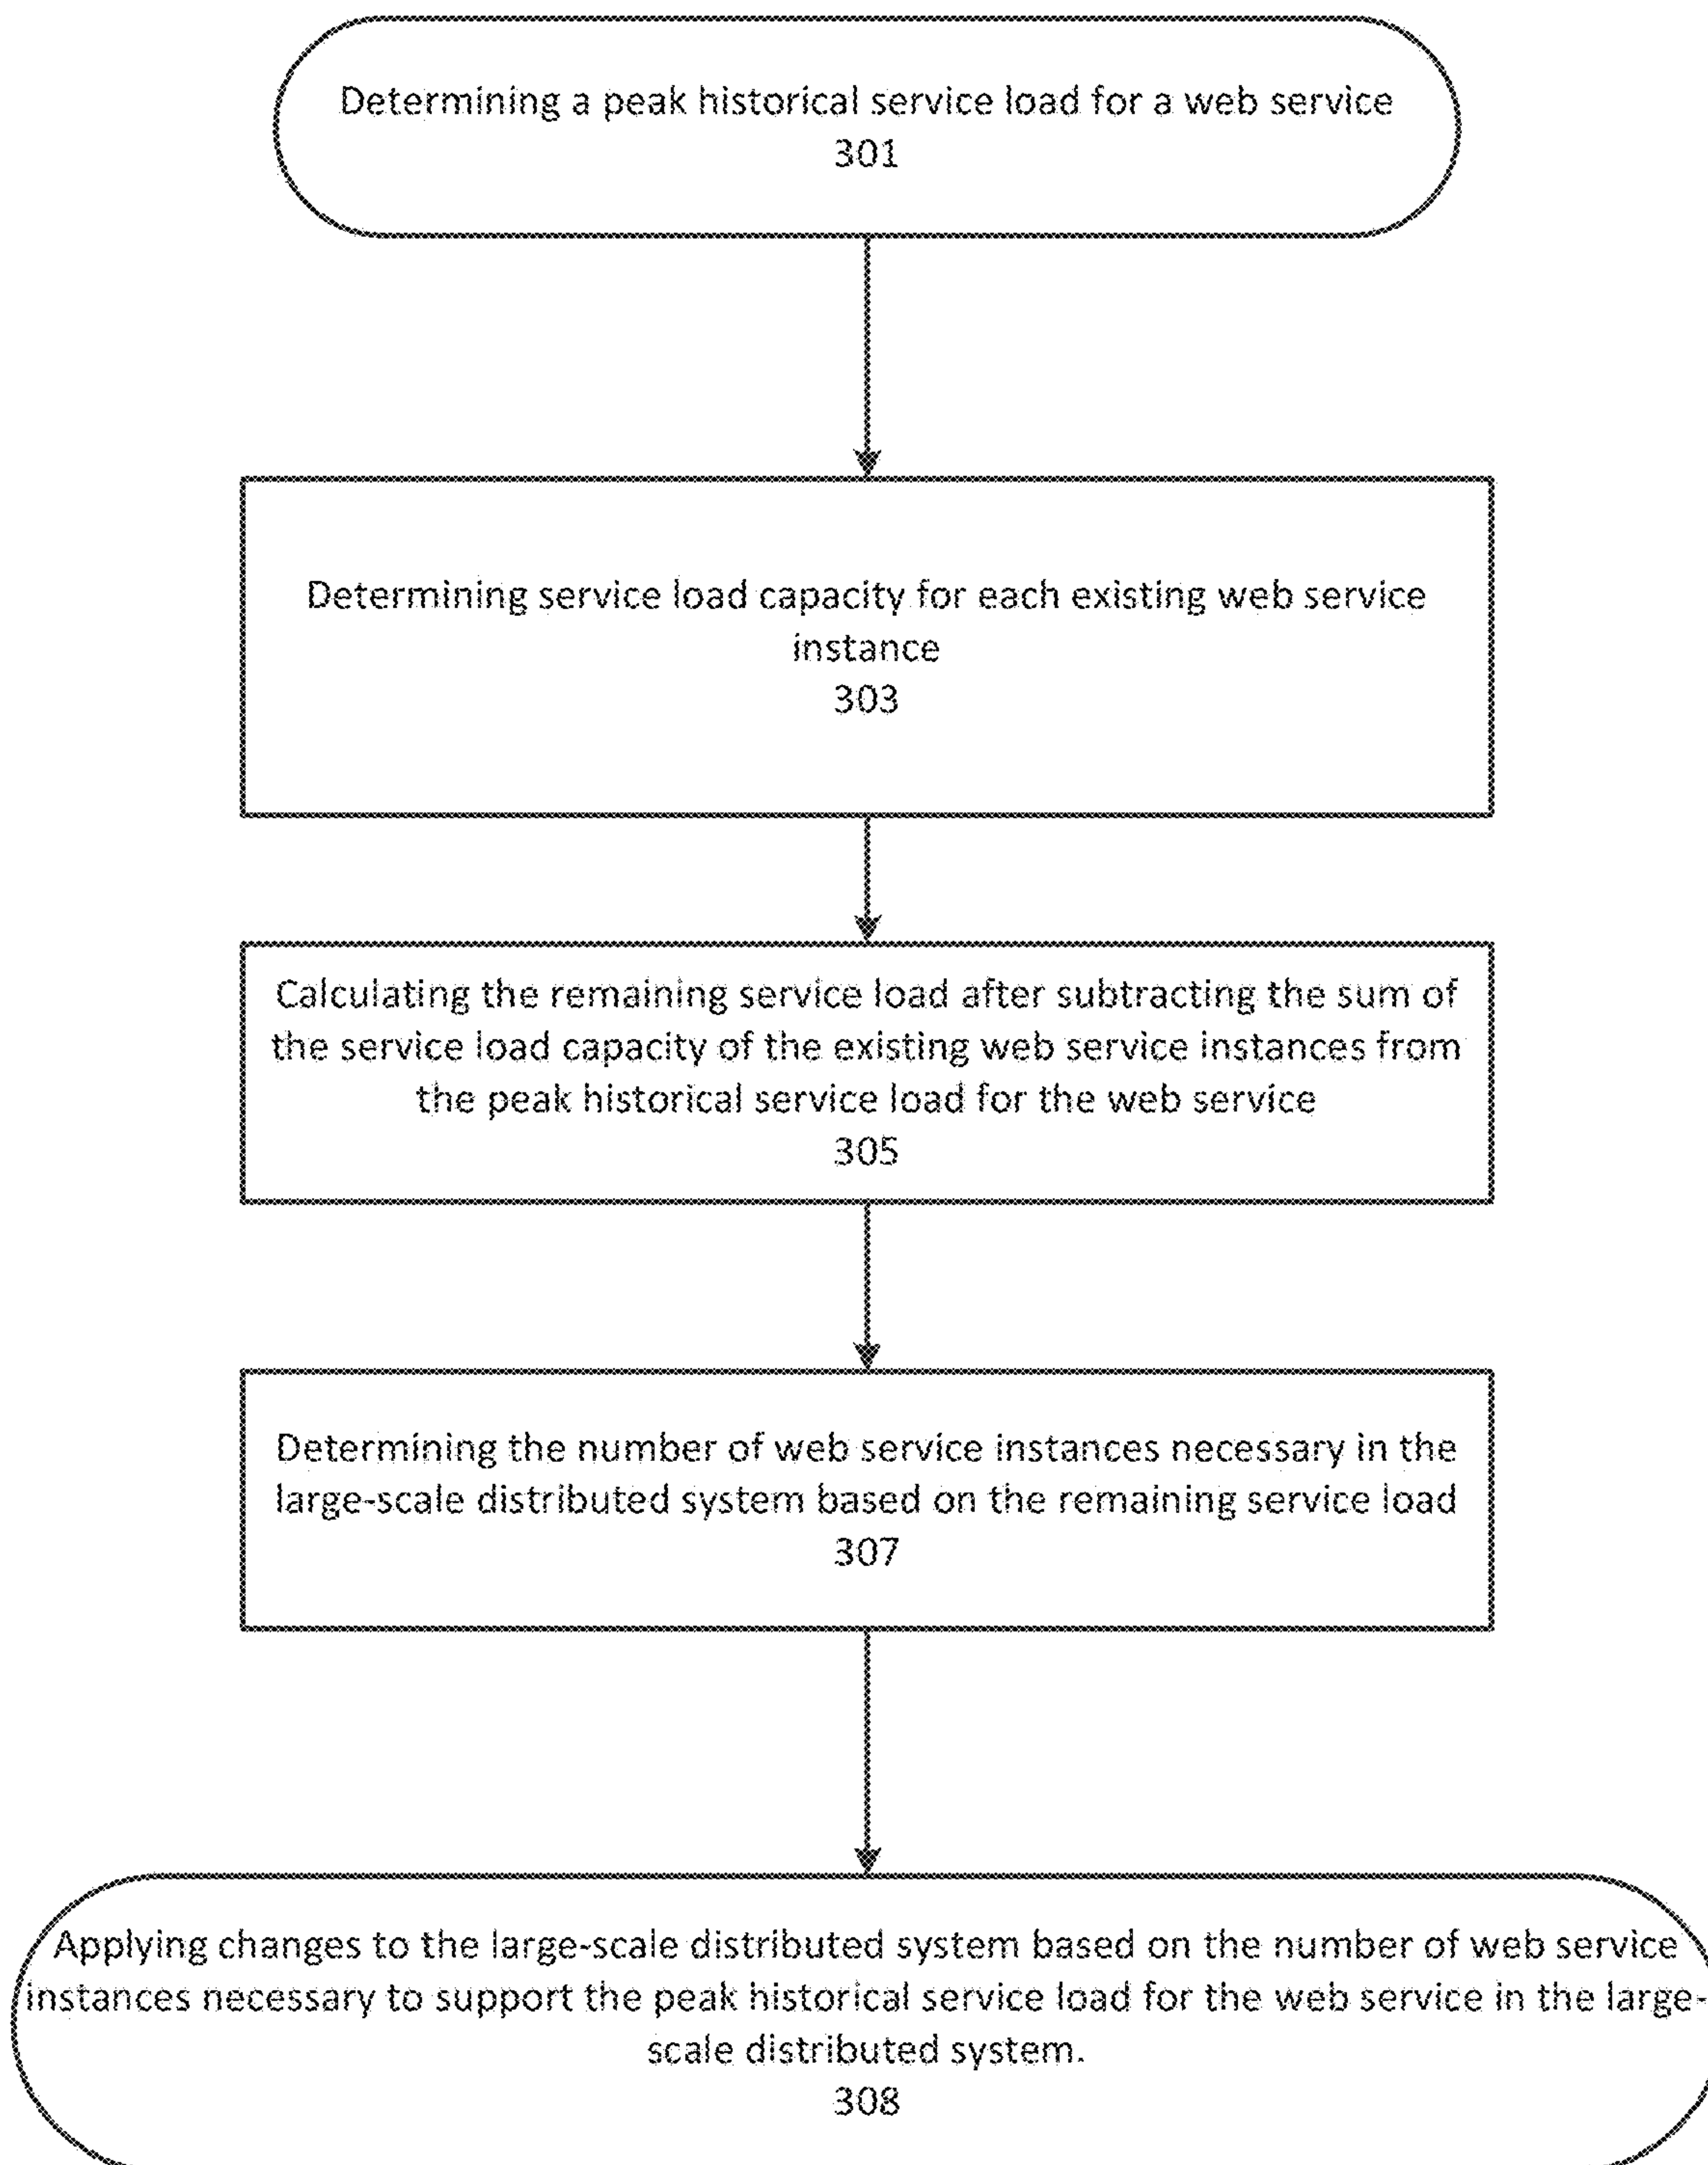 Determining a peak historical service load for a web service
301
Determining service load capacity for each existing web service
instance
303
Calculating the remaining service load after subtracting the sum of
the service load capacity of the existing web service instances from
the peak historical service load for the web service
305
Determining the number of web service instances necessary in the
large-scale distributed system based on the remaining service load
307
Applying changes to the large-scale distributed system based on the number of web service
instances necessary to support the peak historical service load for the web service in the large-
scale distributed system.
308